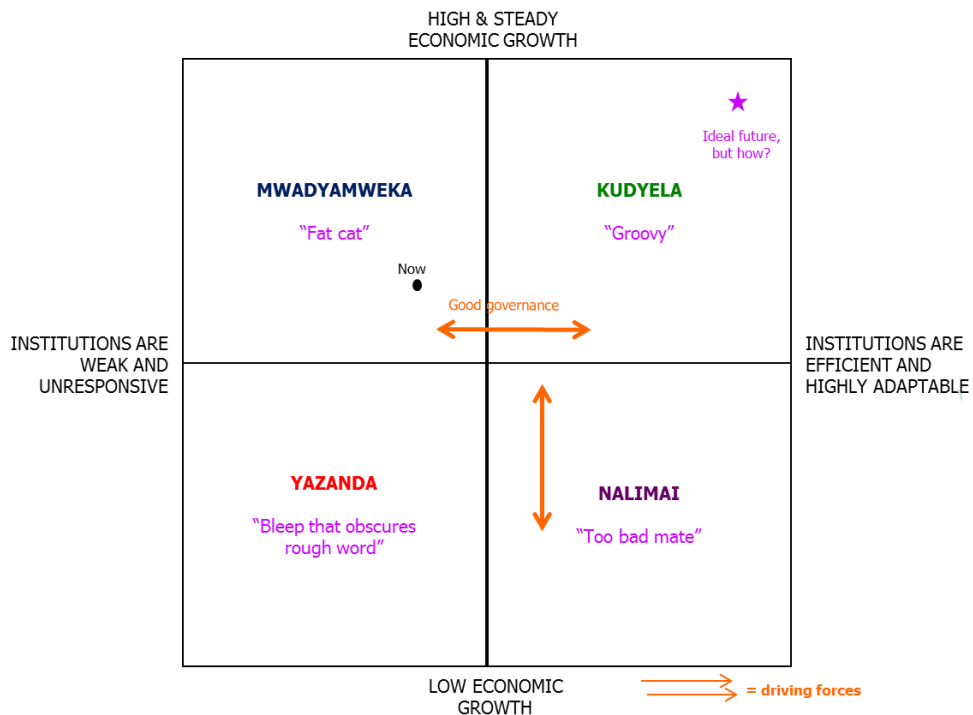 HIGH & STEADY
ECONOMIC GROWTH
Ideal future,
but how?
MWADYAMWEKA
KUDYELA
“Fat cat”
“Groovy”
Now
Good governance
INSTITUTIONS ARE
WEAK AND
UNRESPONSIVE
INSTITUTIONS ARE
EFFICIENT AND
HIGHLY ADAPTABLE
YAZANDA
NALIMAI
“Bleep that obscures
rough word”
“Too bad mate”
LOW ECONOMIC
GROWTH
= driving forces